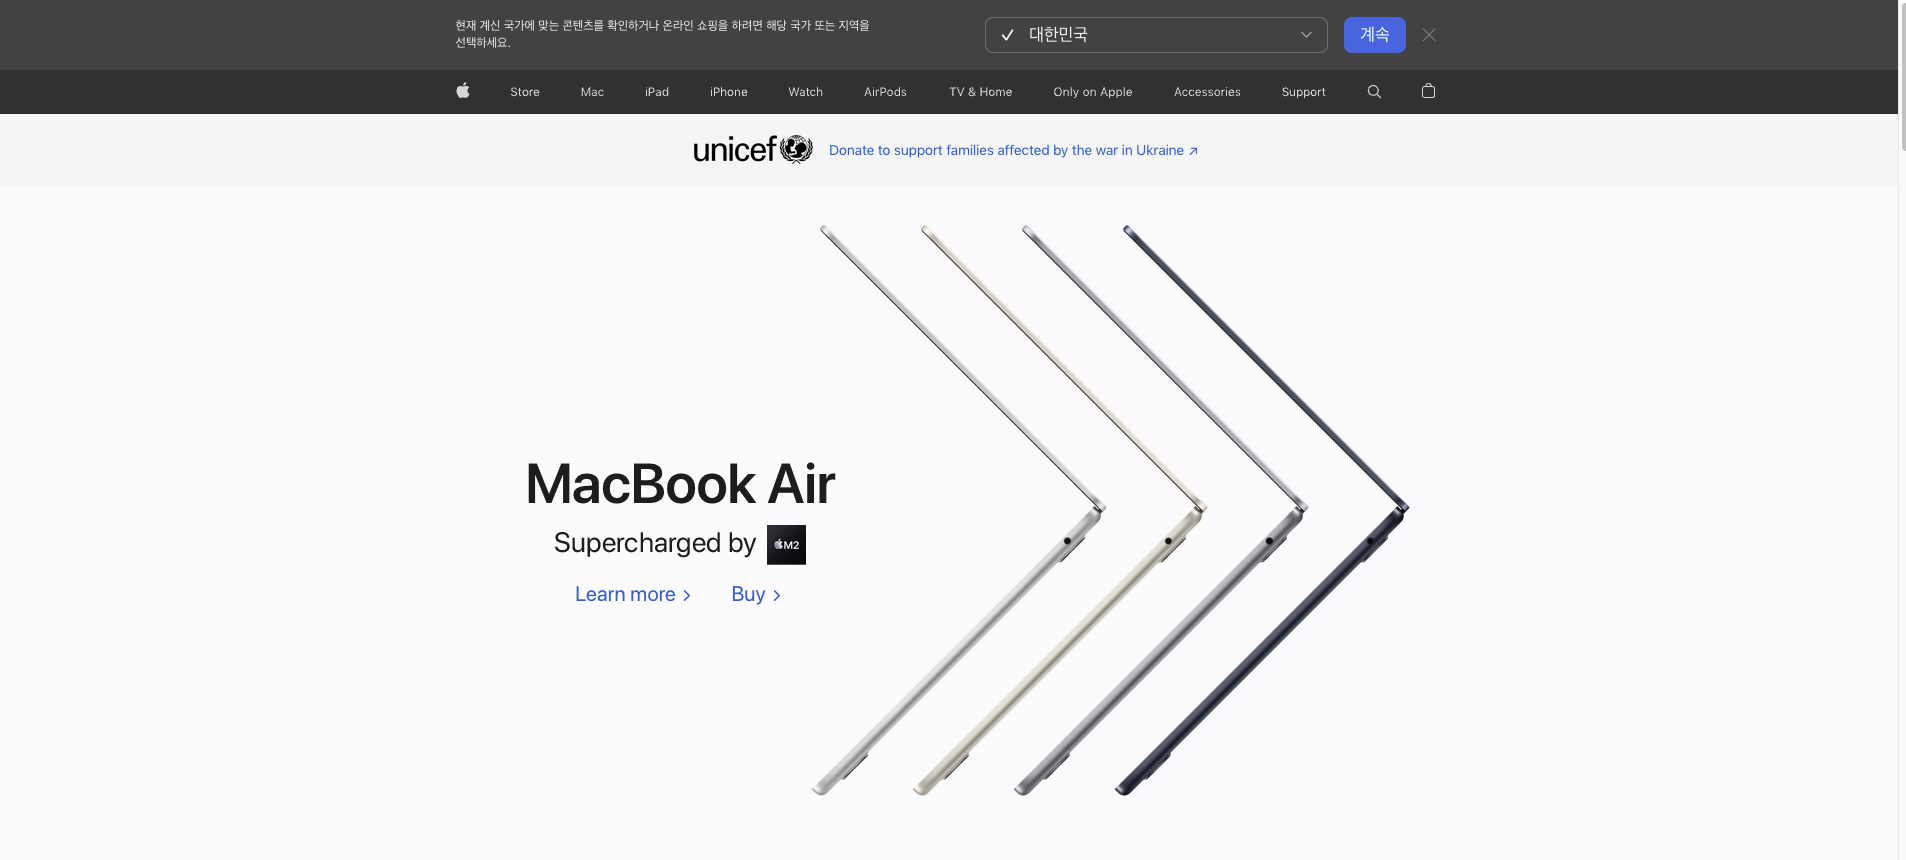 현재 계신 국가에 맞는 콘텐츠를 확인하거나 온라인 쇼핑을 하려면 해당 국가 또는 지역을
선택하세요.
대한민국
계속
Store
Mac
iPad
iPhone
Watch
AirPods
TV & Home
Only on Apple
Accessories
Support
unicef
Donate to support families affected by the war in Ukraine
MacBook Air
Supercharged by M2
Learn more
Buy